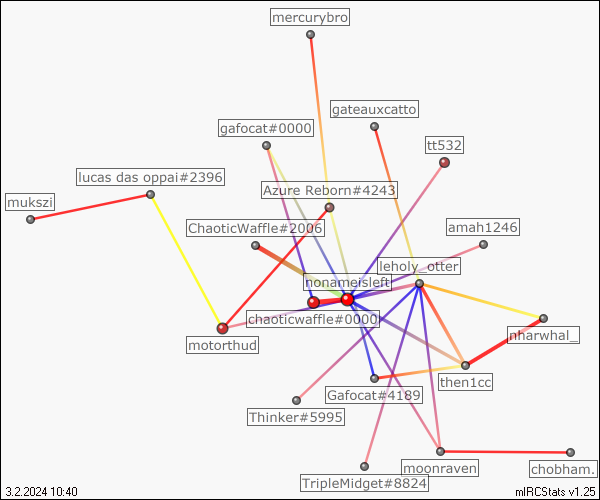 mercurybro
gateauxcatto
gafocat#0000
tt532
lucas das oppai#2396
Azure Reborn#4243
mukszi
ChaoticWaffle#2006
amah1246
leholy_otter
nonameisleft
chaoticwaffle#0000
nharwhal_
motorthud
then1cc
Gafocat#4189
Thinker#5995
moonraven
chobham.
TripleMidget#8824
3.2.2024 10:40
mIRCStats v1.25